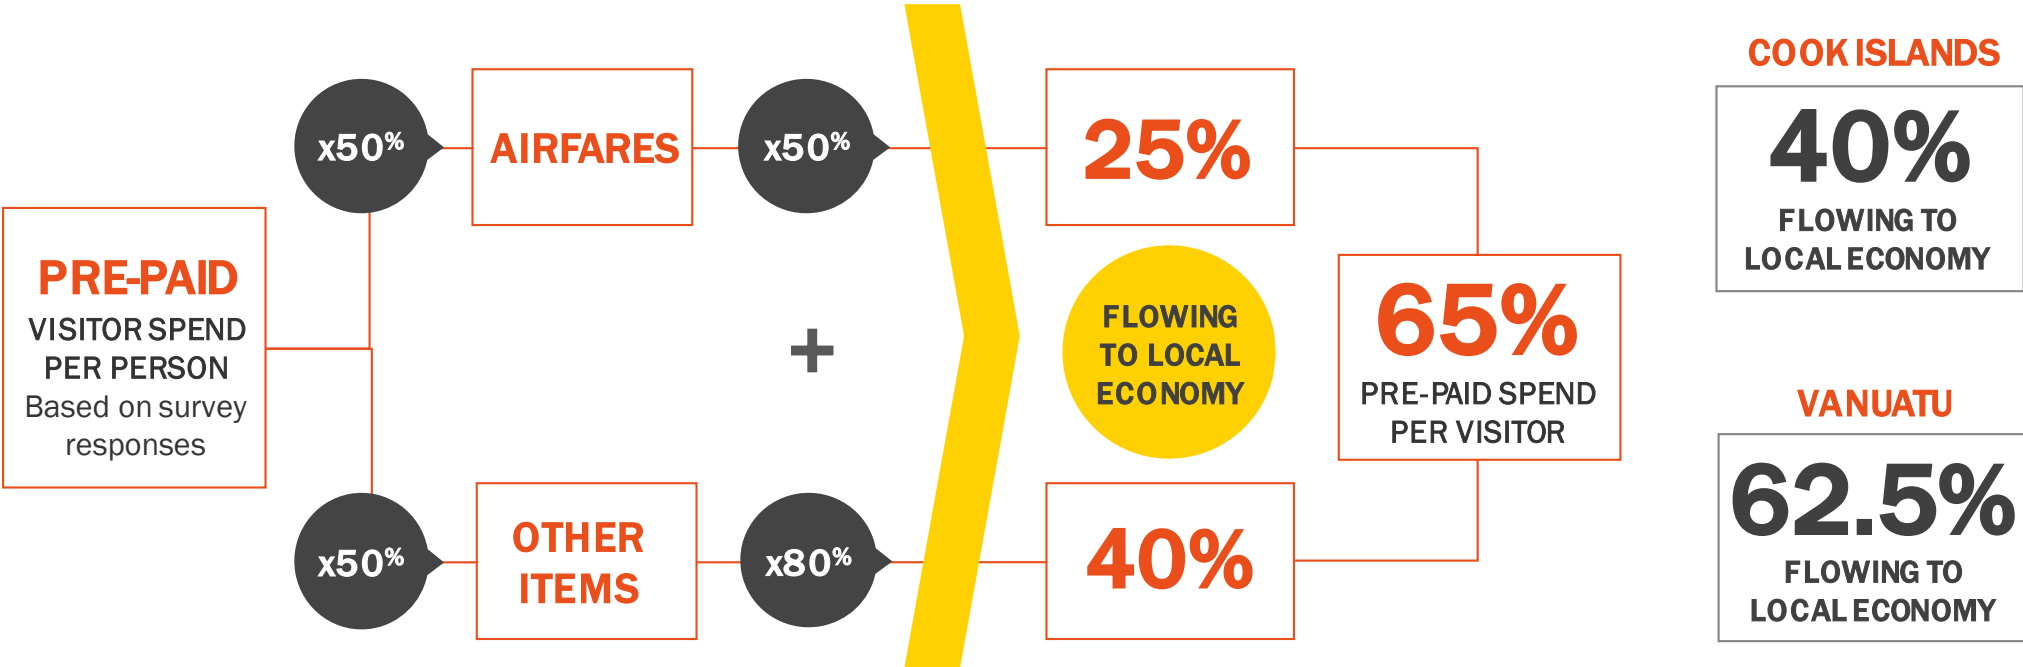 PRE-PAID
VISITOR SPEND
PER PERSON
Based on survey
responses
x50%
AIRFARES
x50%
25%
+
x50%
OTHER
ITEMS
x80%
40%
FLOWING
TO LOCAL
ECONOMY
65%
PRE-PAID SPEND
PER VISITOR
COOK ISLANDS
40%
FLOWING TO
LOCAL ECONOMY
VANUATU
62.5%
FLOWING TO
LOCAL ECONOMY